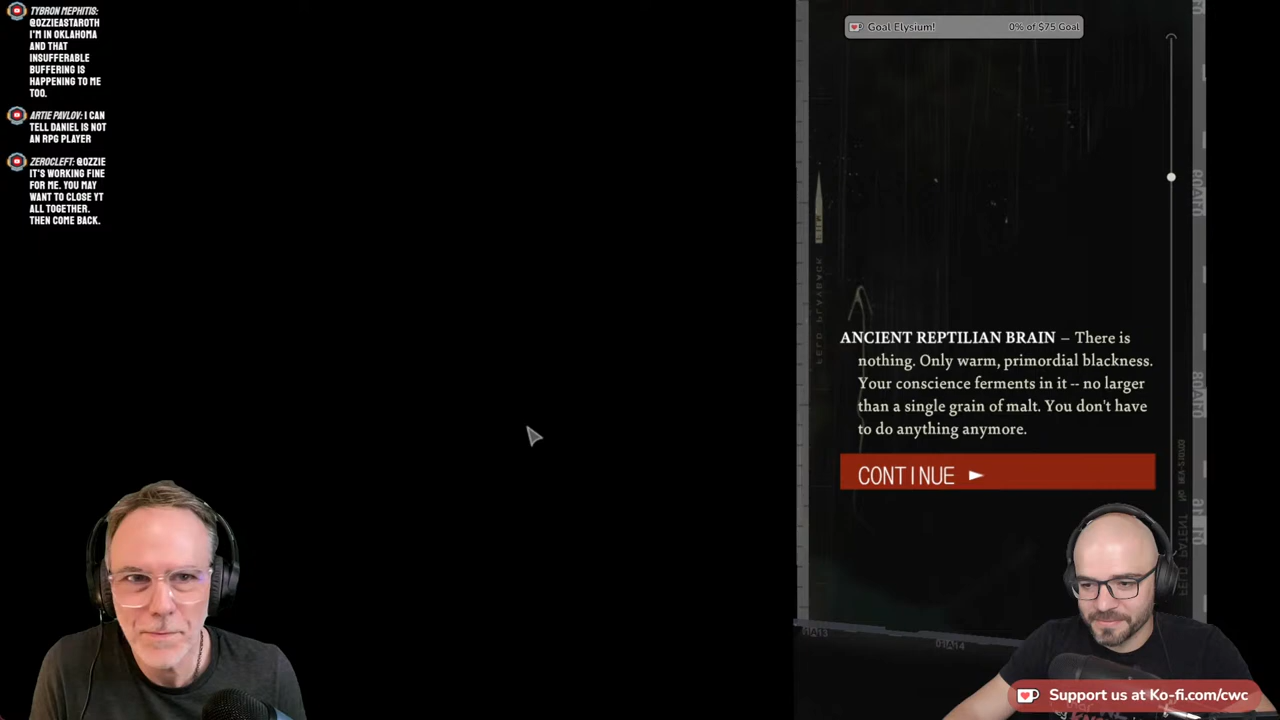 TYBRON MEPHITIS:
@OZZIEASTAROTH
I'M IN OKLAHOMA
AND THAT
INSUFFERABLE
BUFFERING IS
HAPPENING TO ME
TOO.
ARTIE PAVLOV: I CAN
TELL DANIEL IS NOT
AN RPG PLAYER
ZEROCLEFT: @OZZIE
IT'S WORKING FINE
FOR ME. YOU MAY
WANT TO CLOSE YT
ALL TOGETHER.
THEN COME BACK.
Goal Elysium! 0% of $75 Goal
ANCIENT REPTILIAN BRAIN – There is
nothing. Only warm, primordial blackness.
Your conscience ferments in it -- no larger
than a single grain of malt. You don't have
to do anything anymore.
CONTINUE
Support us at Ko-fi.com/cwc